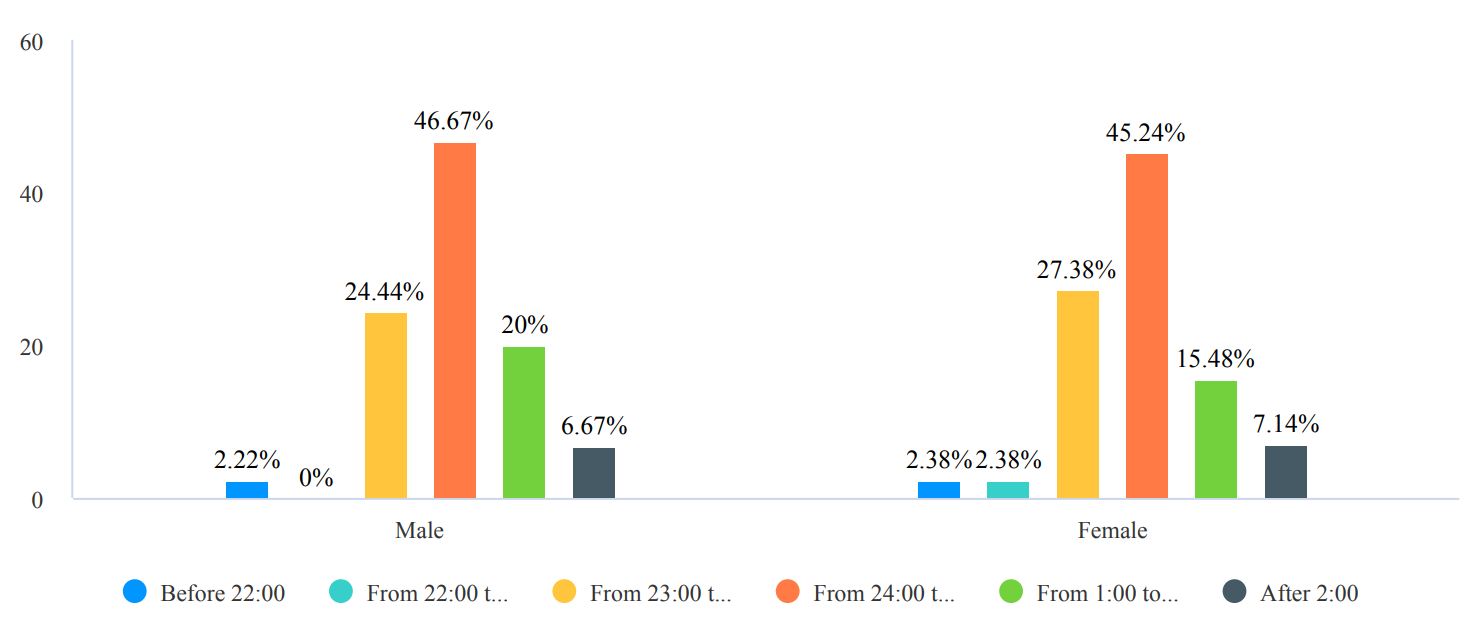 60
46.67%
45.24%
40
27.38%
24.44%
20%
20
15.48%
6.67%
7.14%
2.22%
0%
2.38%
2.38%
0
Male
Female
Before 22:00
From 22:00 t...
From 23:00 t...
From 24:00 t...
From 1:00 to...
After 2:00